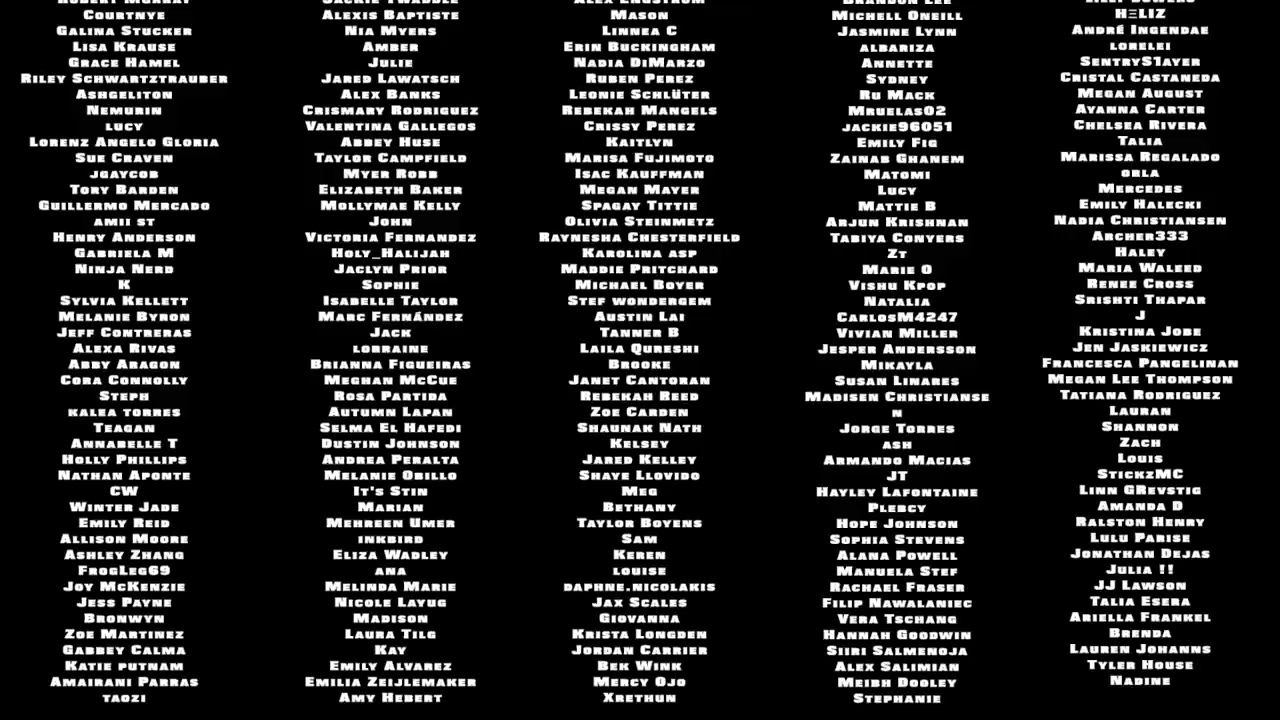 Courtnye
Galina Stucker
Lisa Krause
Grace Hamel
Riley Schwartztrauber
Ashgeliton
Nemurin
lucy
Lorenz Angelo Gloria
Sue Craven
jgaycob
Tory Barden
Guillermo Mercado
amii st
Henry Anderson
Gabriela M
Ninja Nerd
K
Sylvia Kellett
Melanie Byron
Jeff Contreras
Alexa Rivas
Abby Aragon
Cora Connolly
Steph
kalea torres
Teagan
Annabelle T
Holly Phillips
Nathan Aponte
CW
Winter Jade
Emily Reid
Allison Moore
Ashley Zhang
FrogLeg69
Joy McKenzie
Jess Payne
Bronwyn
Zoe Martinez
Gabbey Calma
Katie putnam
Amairani Parras
taozi
Alexis Baptiste
Nia Myers
Amber
Julie
Jared Lawatsch
Alex Banks
Crismary Rodriguez
Valentina Gallegos
Abbey Huse
Taylor Campfield
Myer Robb
Elizabeth Baker
Mollymae Kelly
John
Victoria Fernandez
Holy_Halijah
Jaclyn Prior
Sophie
Isabelle Taylor
Marc Fernández
Jack
lorraine
Brianna Figueiras
Meghan McCue
Rosa Partida
Autumn Lapan
Selma El Hafedi
Dustin Johnson
Andrea Peralta
Melanie Obillo
It's Stin
Marian
Mehreen Umer
inkbird
Eliza Wadley
ana
Melinda Marie
Nicole Layug
Madison
Laura Tilg
Kay
Emily Alvarez
Emilia Zeijlemaker
Amy Hebert
Mason
Linnea C
Erin Buckingham
Nadia DiMarzo
Ruben Perez
Leonie Schlüter
Rebekah Mangels
Crissy Perez
Kaitlyn
Marisa Fujimoto
Isac Kauffman
Megan Mayer
Spagay Tittie
Olivia Steinmetz
Raynesha Chesterfield
Karolina asp
Maddie Pritchard
Michael Boyer
Stef wondergem
Austin Lai
Tanner B
Laila Qureshi
Brooke
Janet Cantoran
Rebekah Reed
Zoe Carden
Shaunak Nath
Kelsey
Jared Kelley
Shaye Llovido
Meg
Bethany
Taylor Boyens
Sam
Keren
louise
daphne.nicolakis
Jax Scales
Giovanna
Krista Longden
Jordan Carrier
Bek Wink
Mercy Ojo
Xrethun
Michell Oneill
Jasmine Lynn
albariza
Annette
Sydney
Ru Mack
Mruelas02
jackie96051
Emily Fig
Zainab Ghanem
Matomi
Lucy
Mattie B
Arjun Krishnan
Tabiya Conyers
Zt
Marie O
Vishu Kpop
Natalia
CarlosM4247
Vivian Miller
Jesper Andersson
Mikayla
Susan Linares
Madisen Christianse
n
Jorge Torres
ash
Armando Macias
JT
Hayley Lafontaine
Plebcy
Hope Johnson
Sophia Stevens
Alana Powell
Manuela Stef
Rachael Fraser
Filip Nawalaniec
Vera Tschang
Hannah Goodwin
Siiri Salmenoja
Alex Salimian
Meibh Dooley
Stephanie
HΞLIZ
André Ingendae
lorelei
SentryS1ayer
Cristal Castaneda
Megan August
Ayanna Carter
Chelsea Rivera
Talia
Marissa Regalado
orla
Mercedes
Emily Halecki
Nadia Christiansen
Archer333
Haley
Maria Waleed
Renee Cross
Srishti Thapar
J
Kristina Jobe
Jen Jaskiewicz
Francesca Pangelinan
Megan Lee Thompson
Tatiana Rodriguez
Lauran
Shannon
Zach
Louis
StickzMC
Linn GRevstig
Amanda D
Ralston Henry
Lulu Parise
Jonathan Dejas
Julia !!
JJ Lawson
Talia Esera
Ariella Frankel
Brenda
Lauren Johanns
Tyler House
Nadine